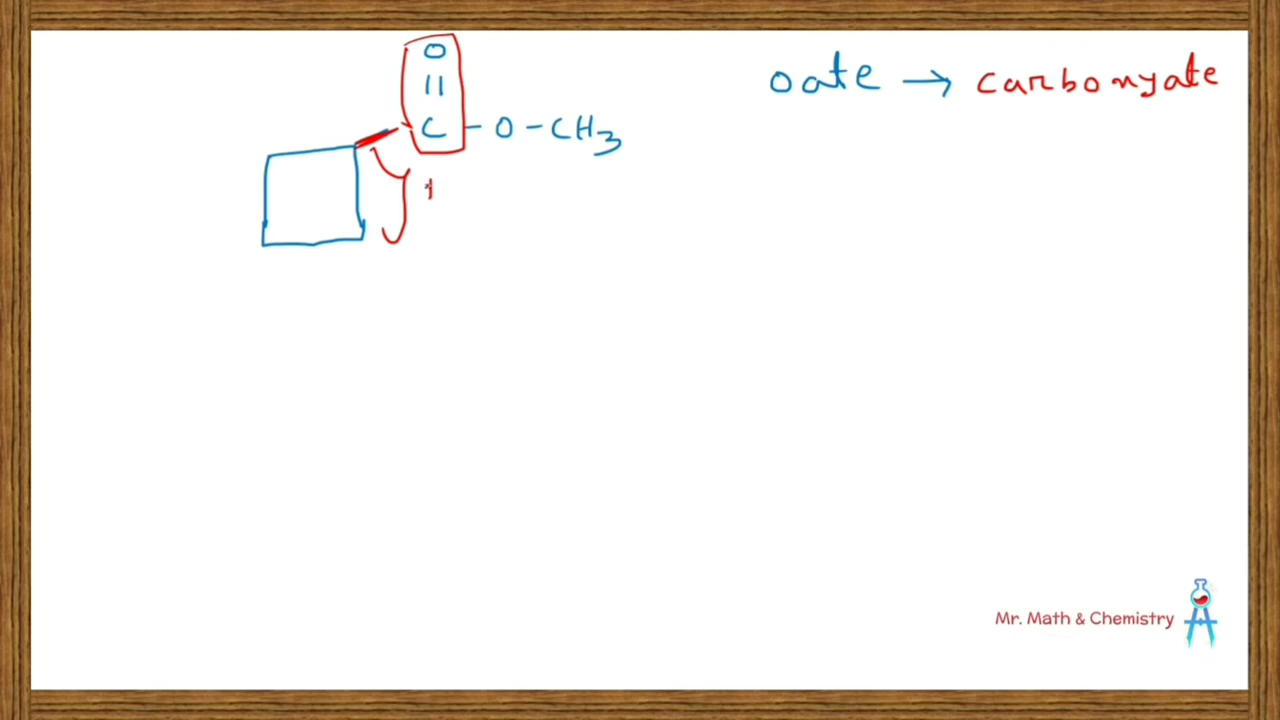 O
||
C - O - CH3
oate → carbonyate
Mr. Math & Chemistry